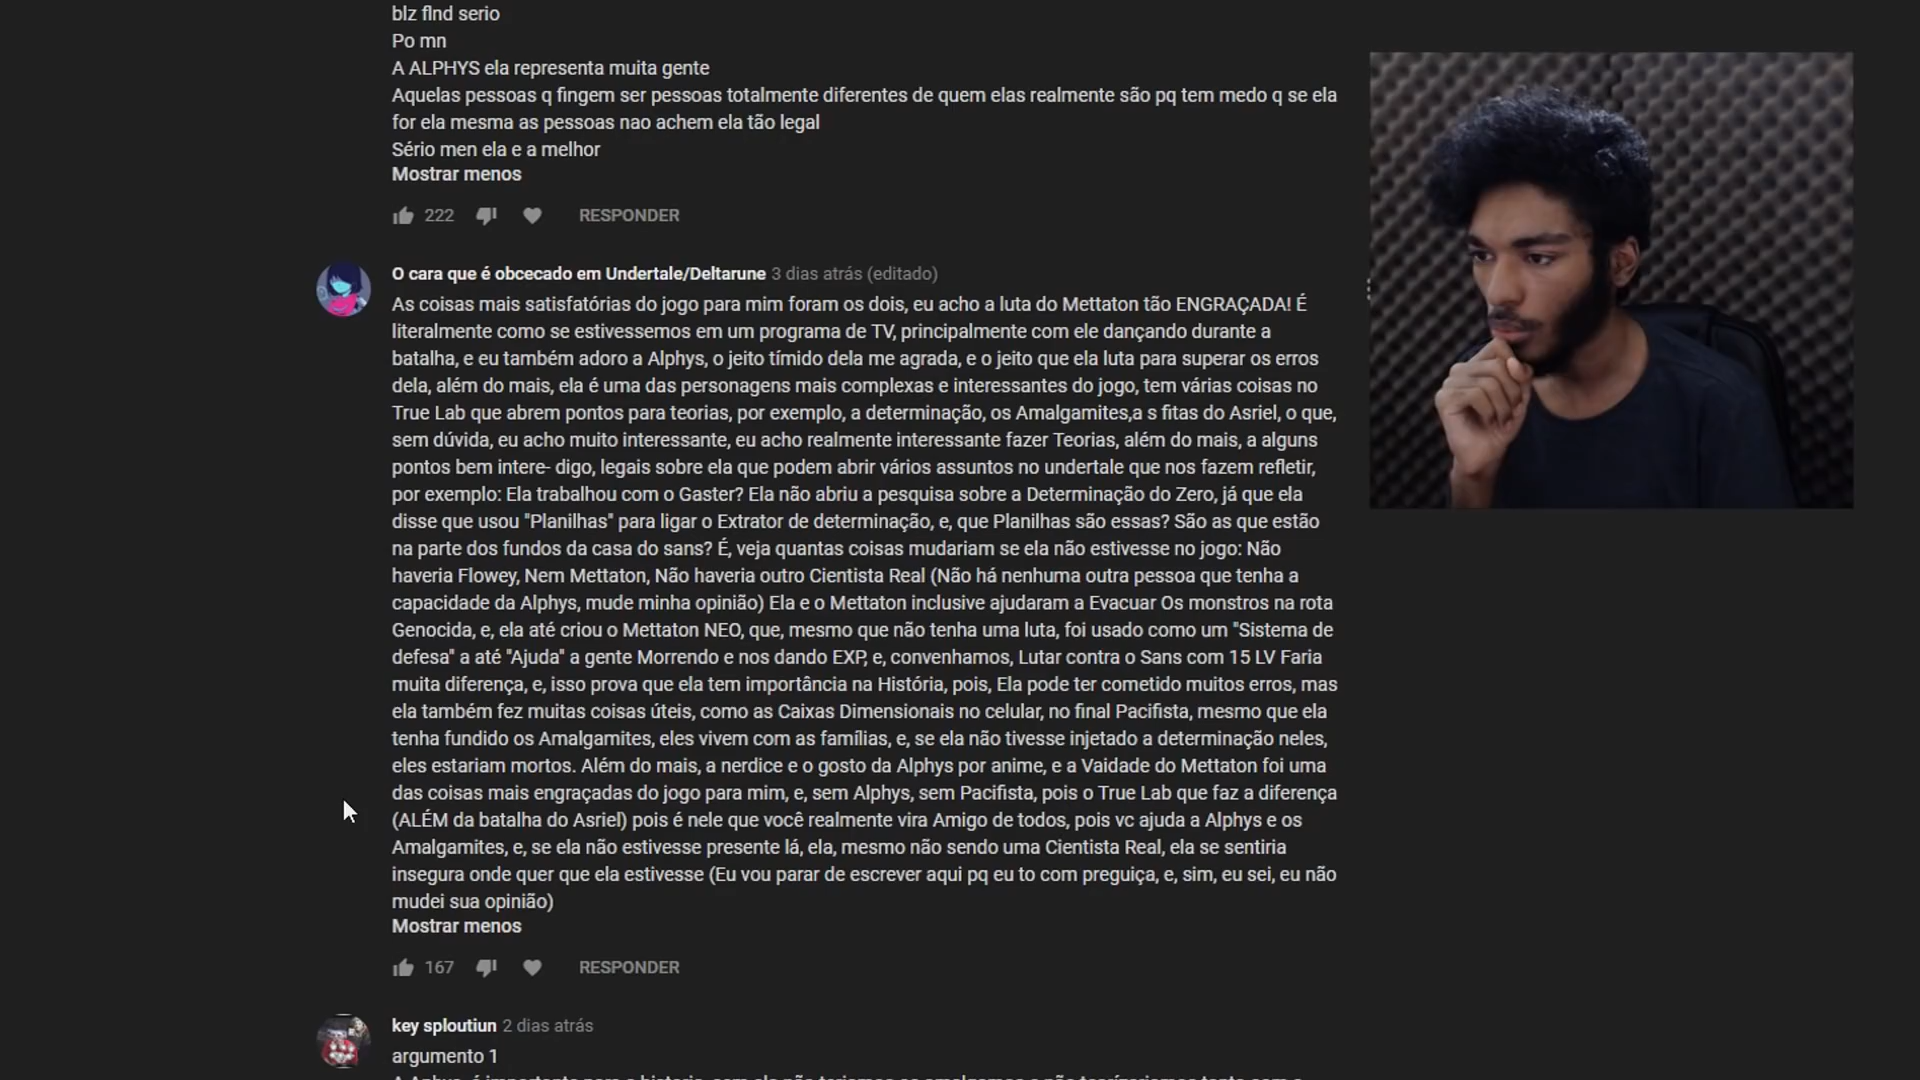 blz flnd serio
Po mn
A ALPHYS ela representa muita gente
Aquelas pessoas q fingem ser pessoas totalmente diferentes de quem elas realmente são pq tem medo q se ela
for ela mesma as pessoas nao achem ela tão legal
Sério men ela e a melhor
Mostrar menos
222 RESPONDER
O cara que é obcecado em Undertale/Deltarune 3 dias atrás (editado)
As coisas mais satisfatórias do jogo para mim foram os dois, eu acho a luta do Mettaton tão ENGRAÇADA! É
literalmente como se estivessemos em um programa de TV, principalmente com ele dançando durante a
batalha, e eu também adoro a Alphys, o jeito tímido dela me agrada, e o jeito que ela luta para superar os erros
dela, além do mais, ela é uma das personagens mais complexas e interessantes do jogo, tem várias coisas no
True Lab que abrem pontos para teorias, por exemplo, a determinação, os Amalgamites,a s fitas do Asriel, o que,
sem dúvida, eu acho muito interessante, eu acho realmente interessante fazer Teorias, além do mais, a alguns
pontos bem intere- digo, legais sobre ela que podem abrir vários assuntos no undertale que nos fazem refletir,
por exemplo: Ela trabalhou com o Gaster? Ela não abriu a pesquisa sobre a Determinação do Zero, já que ela
disse que usou "Planilhas" para ligar o Extrator de determinação, e, que Planilhas são essas? São as que estão
na parte dos fundos da casa do sans? É, veja quantas coisas mudariam se ela não estivesse no jogo: Não
haveria Flowey, Nem Mettaton, Não haveria outro Cientista Real (Não há nenhuma outra pessoa que tenha a
capacidade da Alphys, mude minha opinião) Ela e o Mettaton inclusive ajudaram a Evacuar Os monstros na rota
Genocida, e, ela até criou o Mettaton NEO, que, mesmo que não tenha uma luta, foi usado como um "Sistema de
defesa" a até "Ajuda" a gente Morrendo e nos dando EXP, e, convenhamos, Lutar contra o Sans com 15 LV Faria
muita diferença, e, isso prova que ela tem importância na História, pois, Ela pode ter cometido muitos erros, mas
ela também fez muitas coisas úteis, como as Caixas Dimensionais no celular, no final Pacifista, mesmo que ela
tenha fundido os Amalgamites, eles vivem com as famílias, e, se ela não tivesse injetado a determinação neles,
eles estariam mortos. Além do mais, a nerdice e o gosto da Alphys por anime, e a Vaidade do Mettaton foi uma
das coisas mais engraçadas do jogo para mim, e, sem Alphys, sem Pacifista, pois o True Lab que faz a diferença
(ALÉM da batalha do Asriel) pois é nele que você realmente vira Amigo de todos, pois vc ajuda a Alphys e os
Amalgamites, e, se ela não estivesse presente lá, ela, mesmo não sendo uma Cientista Real, ela se sentiria
insegura onde quer que ela estivesse (Eu vou parar de escrever aqui pq eu to com preguiça, e, sim, eu sei, eu não
mudei sua opinião)
Mostrar menos
167 RESPONDER
key sploutiun 2 dias atrás
argumento 1